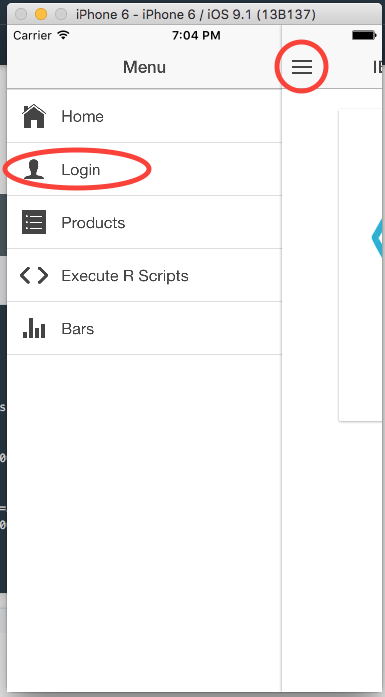 iPhone 6 - iPhone 6 / iOS 9.1 (13B137)
Carrier 7:04 PM
Menu
Home
Login
Products
Execute R Scripts
Bars